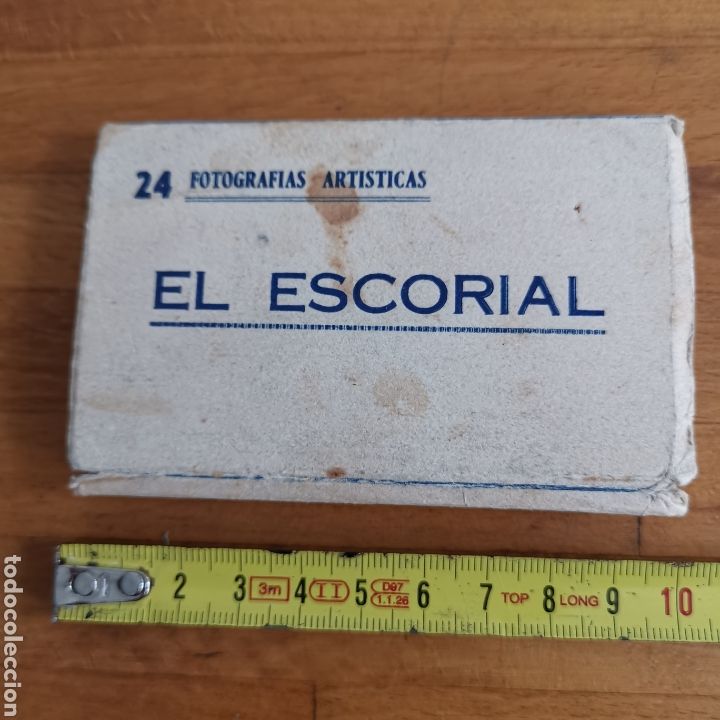 24 FOTOGRAFIAS ARTISTICAS
EL ESCORIAL
1 2 3 3m 4 II 5 D97 1.1.26 6 7 TOP 8 LONG 9 10
todocoleccion